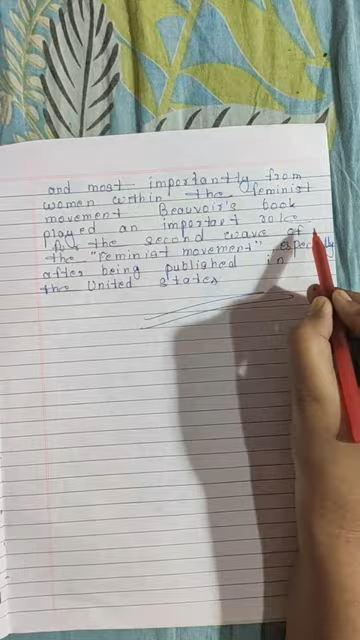 and most importantly from
women within the feminist
movement Beauvoir's book
played an important role
for the second wave of
the "feminist movement" especially
after being published in
the United states